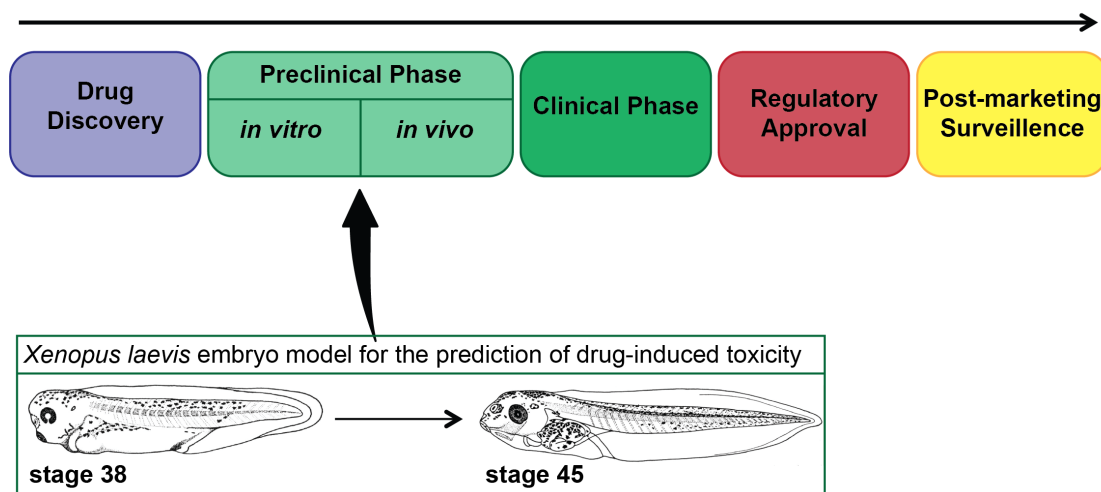 Drug
Discovery
Preclinical Phase
in vitro
in vivo
Clinical Phase
Regulatory
Approval
Post-marketing
Surveillence
Xenopus laevis embryo model for the prediction of drug-induced toxicity
stage 38
stage 45